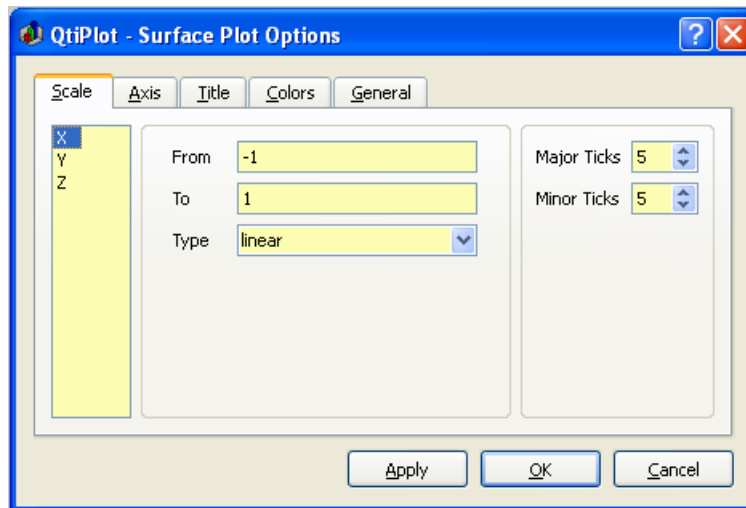 QtiPlot - Surface Plot Options
Scale Axis Title Colors General
X
Y
Z
From -1
To 1
Type linear
Major Ticks 5
Minor Ticks 5
Apply OK Cancel